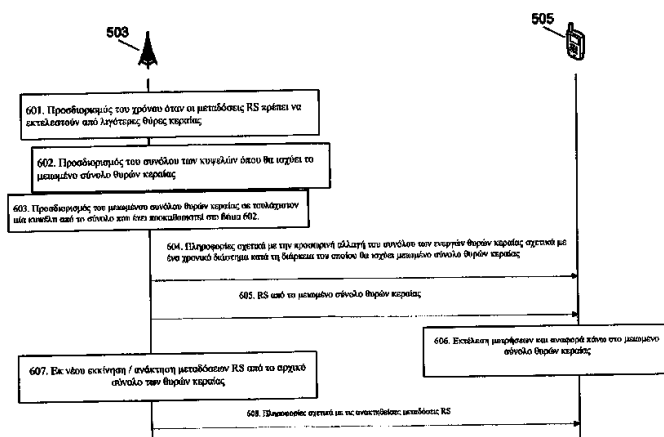 503
505
601. Προσδιορισμός του χρόνου όταν οι μεταδόσεις RS πρέπει να
εκτελεστούν από λιγότερες θύρες κεραίας
602. Προσδιορισμός του συνόλου των κυψελών όπου θα ισχύει το
μειωμένο σύνολο θυρών κεραίας
603. Προσδιορισμός του μειωμένου συνόλου θυρών κεραίας σε τουλάχιστον
μία κυψέλη από το σύνολο που έχει προκαθοριστεί στο βήμα 602.
604. Πληροφορίες σχετικά με την προσωρινή αλλαγή του συνόλου των ενεργών θυρών κεραίας σχετικά με
ένα χρονικό διάστημα κατά τη διάρκεια του οποίου θα ισχύει μειωμένο σύνολο θυρών κεραίας
605. RS από το μειωμένο σύνολο θυρών κεραίας
606. Εκτέλεση μετρήσεων και αναφορά πάνω στο μειωμένο
σύνολο θυρών κεραίας
607. Εκ νέου εκκίνηση / ανάκτηση μεταδόσεων RS από το αρχικό
σύνολο των θυρών κεραίας
608. Πληροφορίες σχετικά με τις ανακτηθείσες μεταδόσεις RS